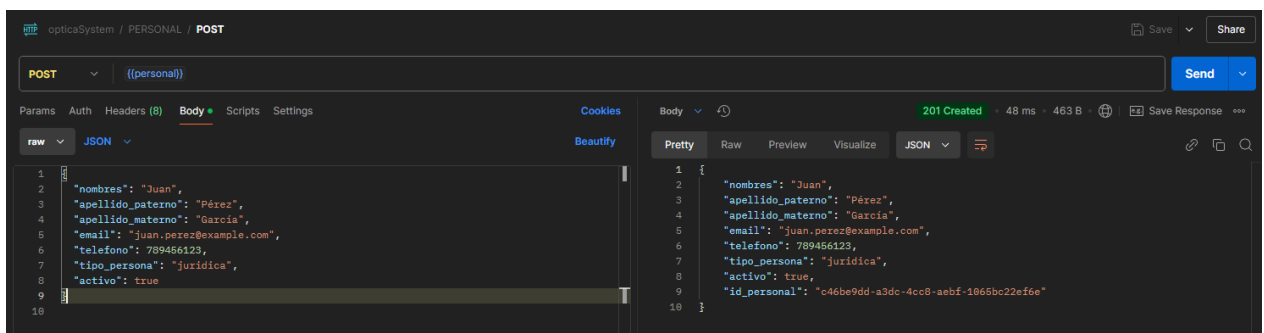 HTTP opticaSystem / PERSONAL / POST Save Share
POST {{personal}} Send
Params Auth Headers (8) Body Scripts Settings Cookies
raw JSON Beautify
1 {
2 "nombres": "Juan",
3 "apellido_paterno": "Pérez",
4 "apellido_materno": "García",
5 "email": "juan.perez@example.com",
6 "telefono": 789456123,
7 "tipo_persona": "jurídica",
8 "activo": true
9 }
10
Body 201 Created 48 ms 463 B e.g. Save Response
Pretty Raw Preview Visualize JSON
1 {
2 "nombres": "Juan",
3 "apellido_paterno": "Pérez",
4 "apellido_materno": "García",
5 "email": "juan.perez@example.com",
6 "telefono": 789456123,
7 "tipo_persona": "jurídica",
8 "activo": true,
9 "id_personal": "c46be9dd-a3dc-4cc8-aebf-1065bc22ef6e"
10 }